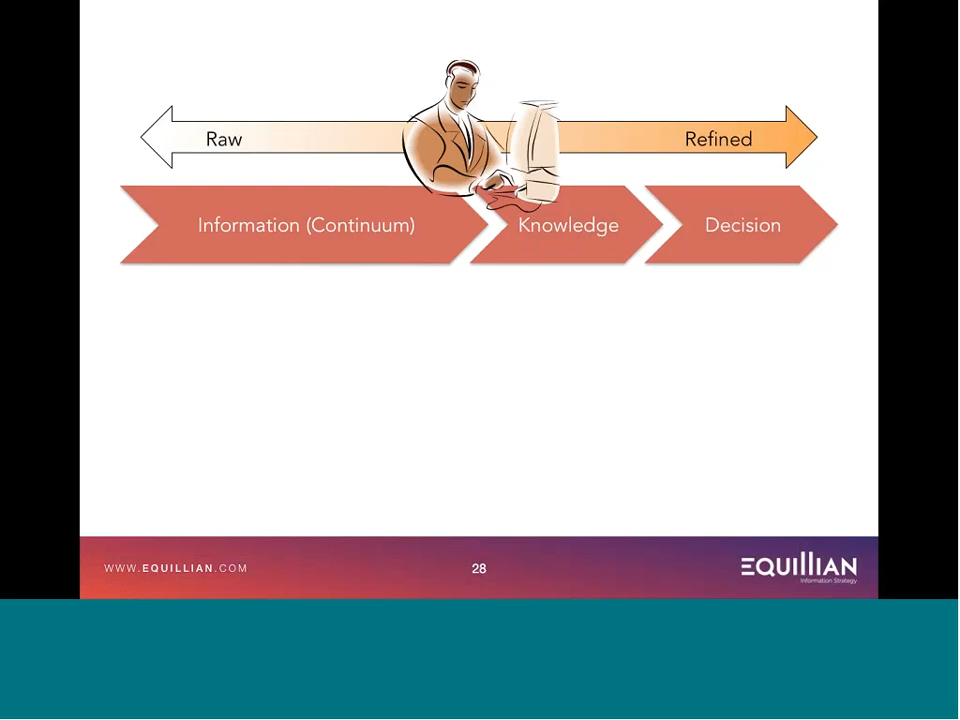 Raw
Refined
Information (Continuum)
Knowledge
Decision
WWW.EQUILLIAN.COM
28
EQUILLIAN
Information Strategy